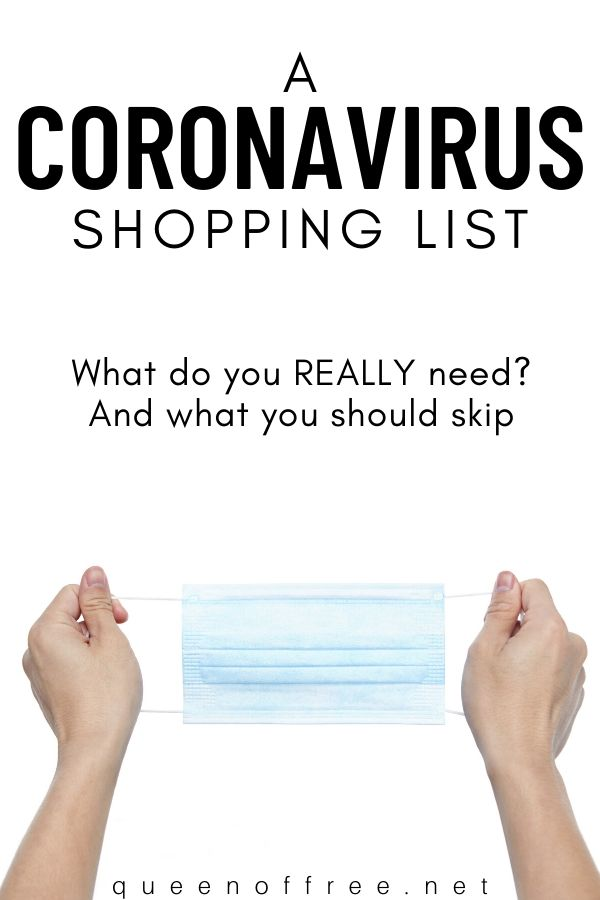 A
CORONAVIRUS
SHOPPING LIST
What do you REALLY need?
And what you should skip
queenoffree.net